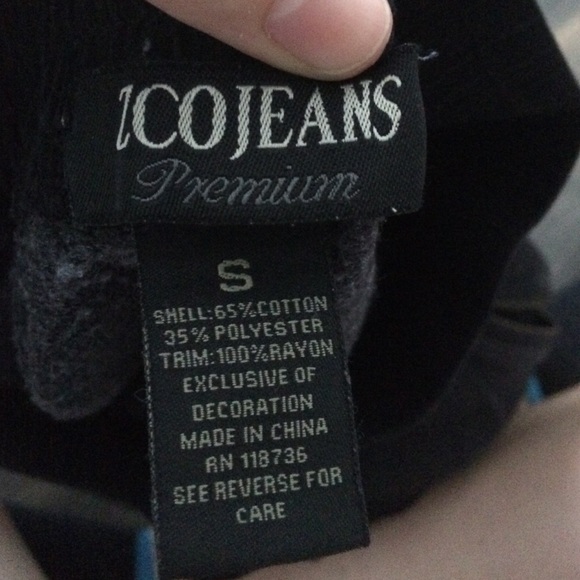 COJEANS
Premium
S
SHELL:65%COTTON
35% POLYESTER
TRIM:100%RAYON
EXCLUSIVE OF
DECORATION
MADE IN CHINA
RN 118736
SEE REVERSE FOR
CARE